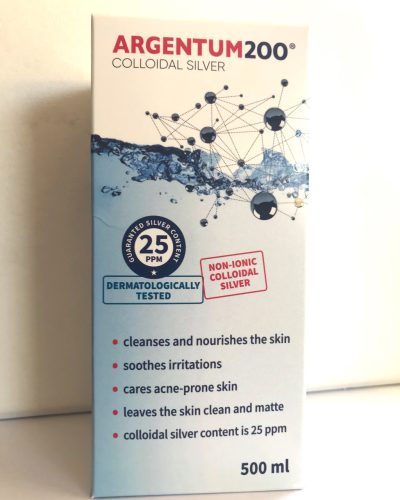 ARGENTUM200®
COLLOIDAL SILVER
GUARANTED SILVER CONTENT
25
PPM
DERMATOLOGICALLY
TESTED
NON-IONIC
COLLOIDAL
SILVER
• cleanses and nourishes the skin
• soothes irritations
• cares acne-prone skin
• leaves the skin clean and matte
• colloidal silver content is 25 ppm
500 ml